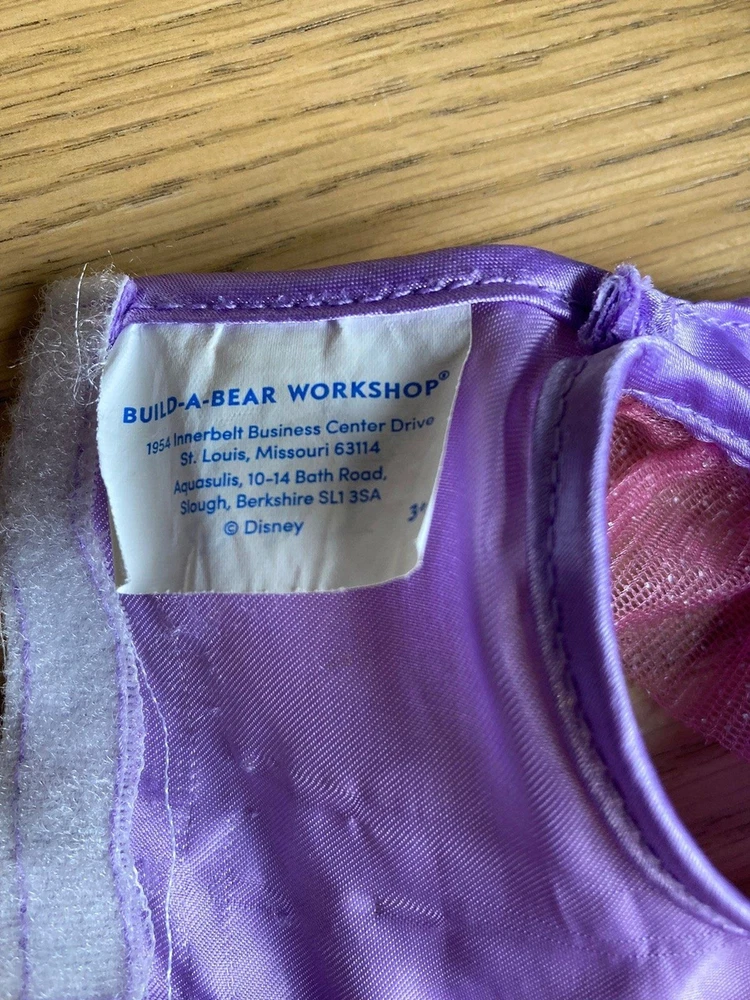 BUILD-A-BEAR WORKSHOP®
1954 Innerbelt Business Center Drive
St. Louis, Missouri 63114
Aquasulis, 10-14 Bath Road,
Slough, Berkshire SL1 3SA
© Disney